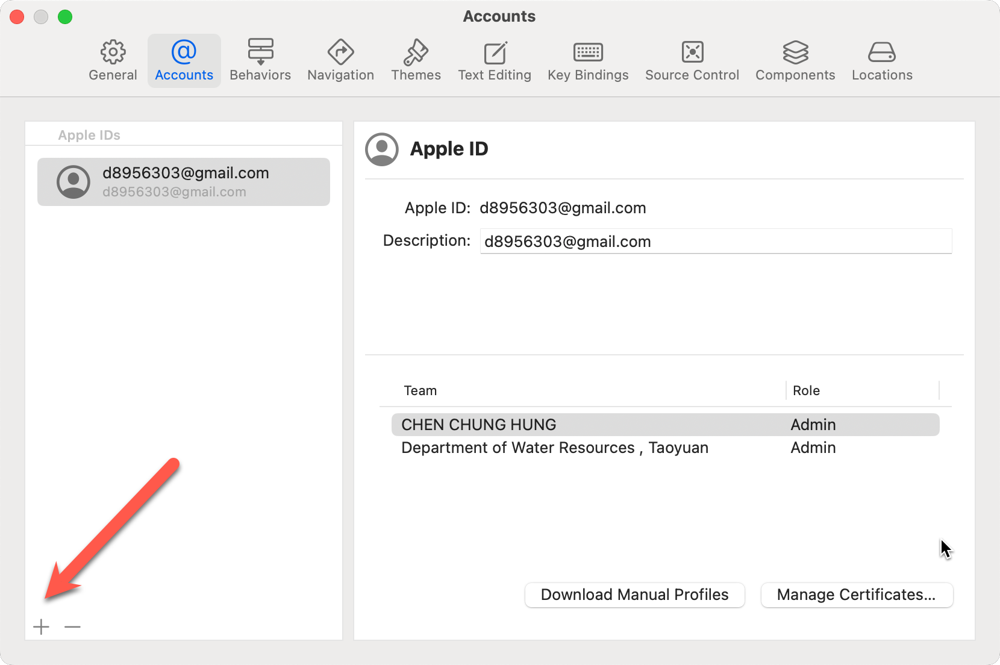 Accounts
General
Accounts
Behaviors
Navigation
Themes
Text Editing
Key Bindings
Source Control
Components
Locations
Apple IDs
d8956303@gmail.com
d8956303@gmail.com
Apple ID
Apple ID: d8956303@gmail.com
Description: d8956303@gmail.com
Team Role
CHEN CHUNG HUNG Admin
Department of Water Resources , Taoyuan Admin
Download Manual Profiles
Manage Certificates...